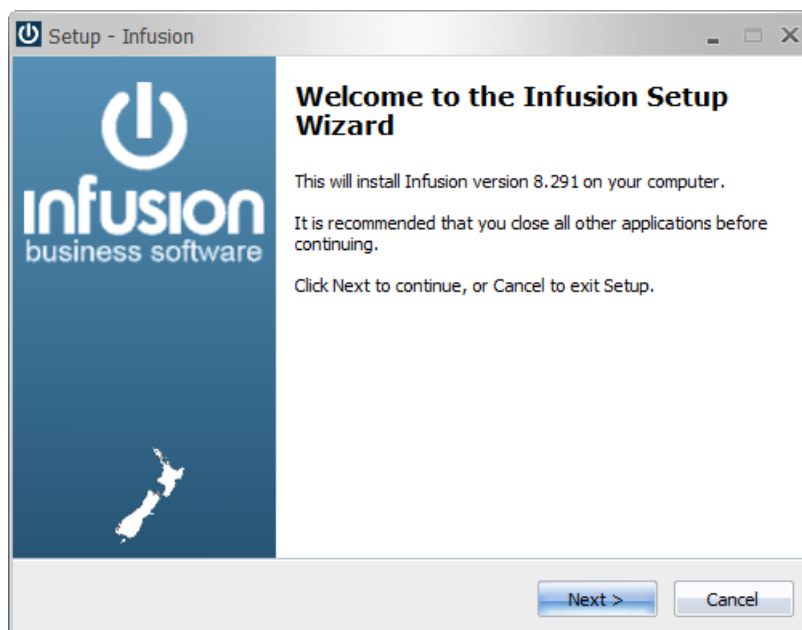 Setup - Infusion
infusion
business software
Welcome to the Infusion Setup
Wizard
This will install Infusion version 8.291 on your computer.
It is recommended that you close all other applications before
continuing.
Click Next to continue, or Cancel to exit Setup.
Next >
Cancel